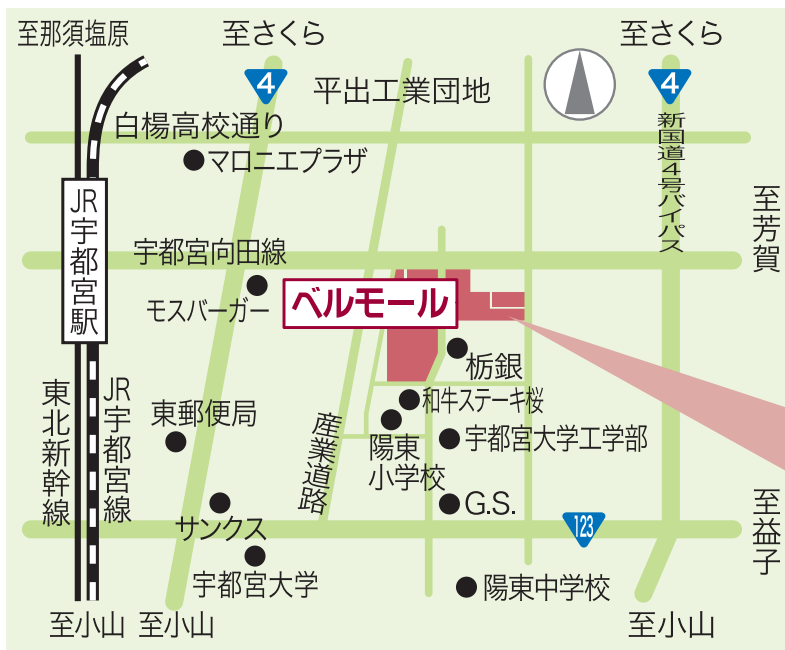 至那須塩原
至さくら
至さくら
4
平出工業団地
4
白楊高校通り
マロニエプラザ
新国道4号バイパス
至芳賀
JR宇都宮駅
宇都宮向田線
モスバーガー
ベルモール
栃銀
和牛ステーキ桜
東北新幹線
JR宇都宮線
東郵便局
産業道路
陽東
小学校
宇都宮大学工学部
サンクス
G.S.
123
至益子
宇都宮大学
陽東中学校
至小山
至小山
至小山